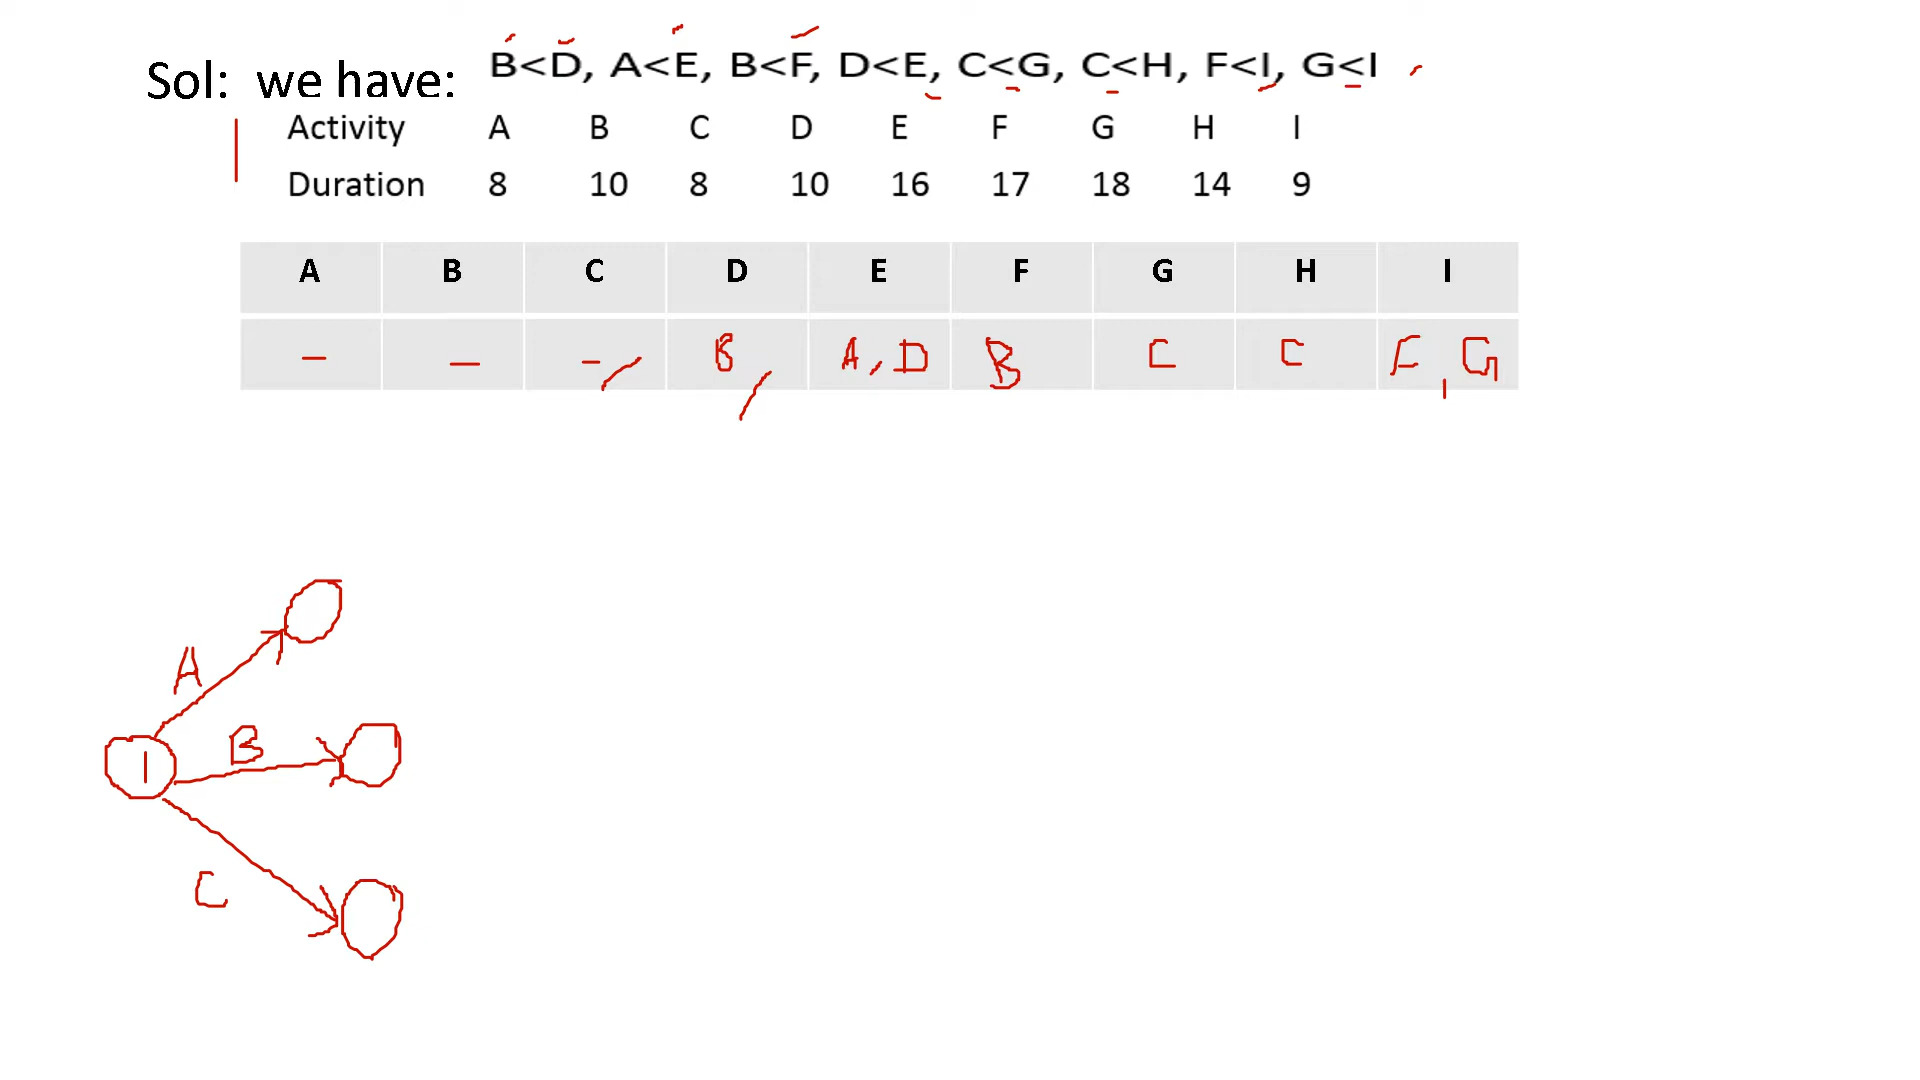 Sol: we have: B<D, A<E, B<F, D<E, C<G, C<H, F<I, G<I
Activity A B C D E F G H I
Duration 8 10 8 10 16 17 18 14 9
A B C D E F G H I
– – – B A, D B C C F, G
A
1 B
C